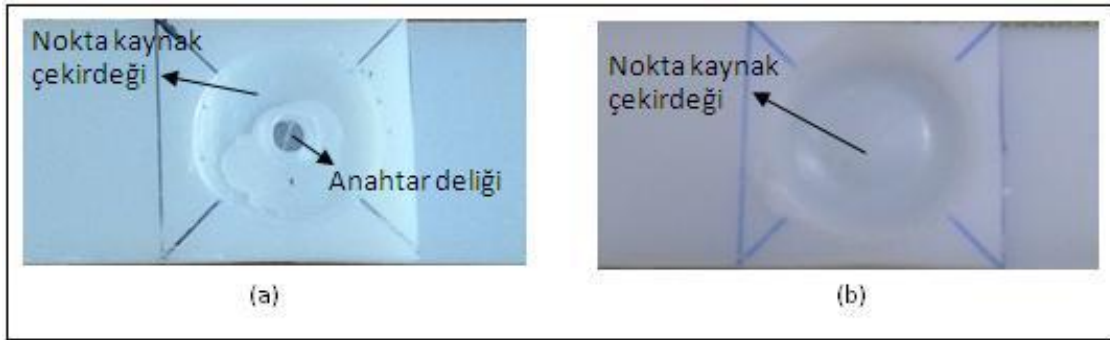 Nokta kaynak
çekirdeği
Anahtar deliği
(a)
Nokta kaynak
çekirdeği
(b)